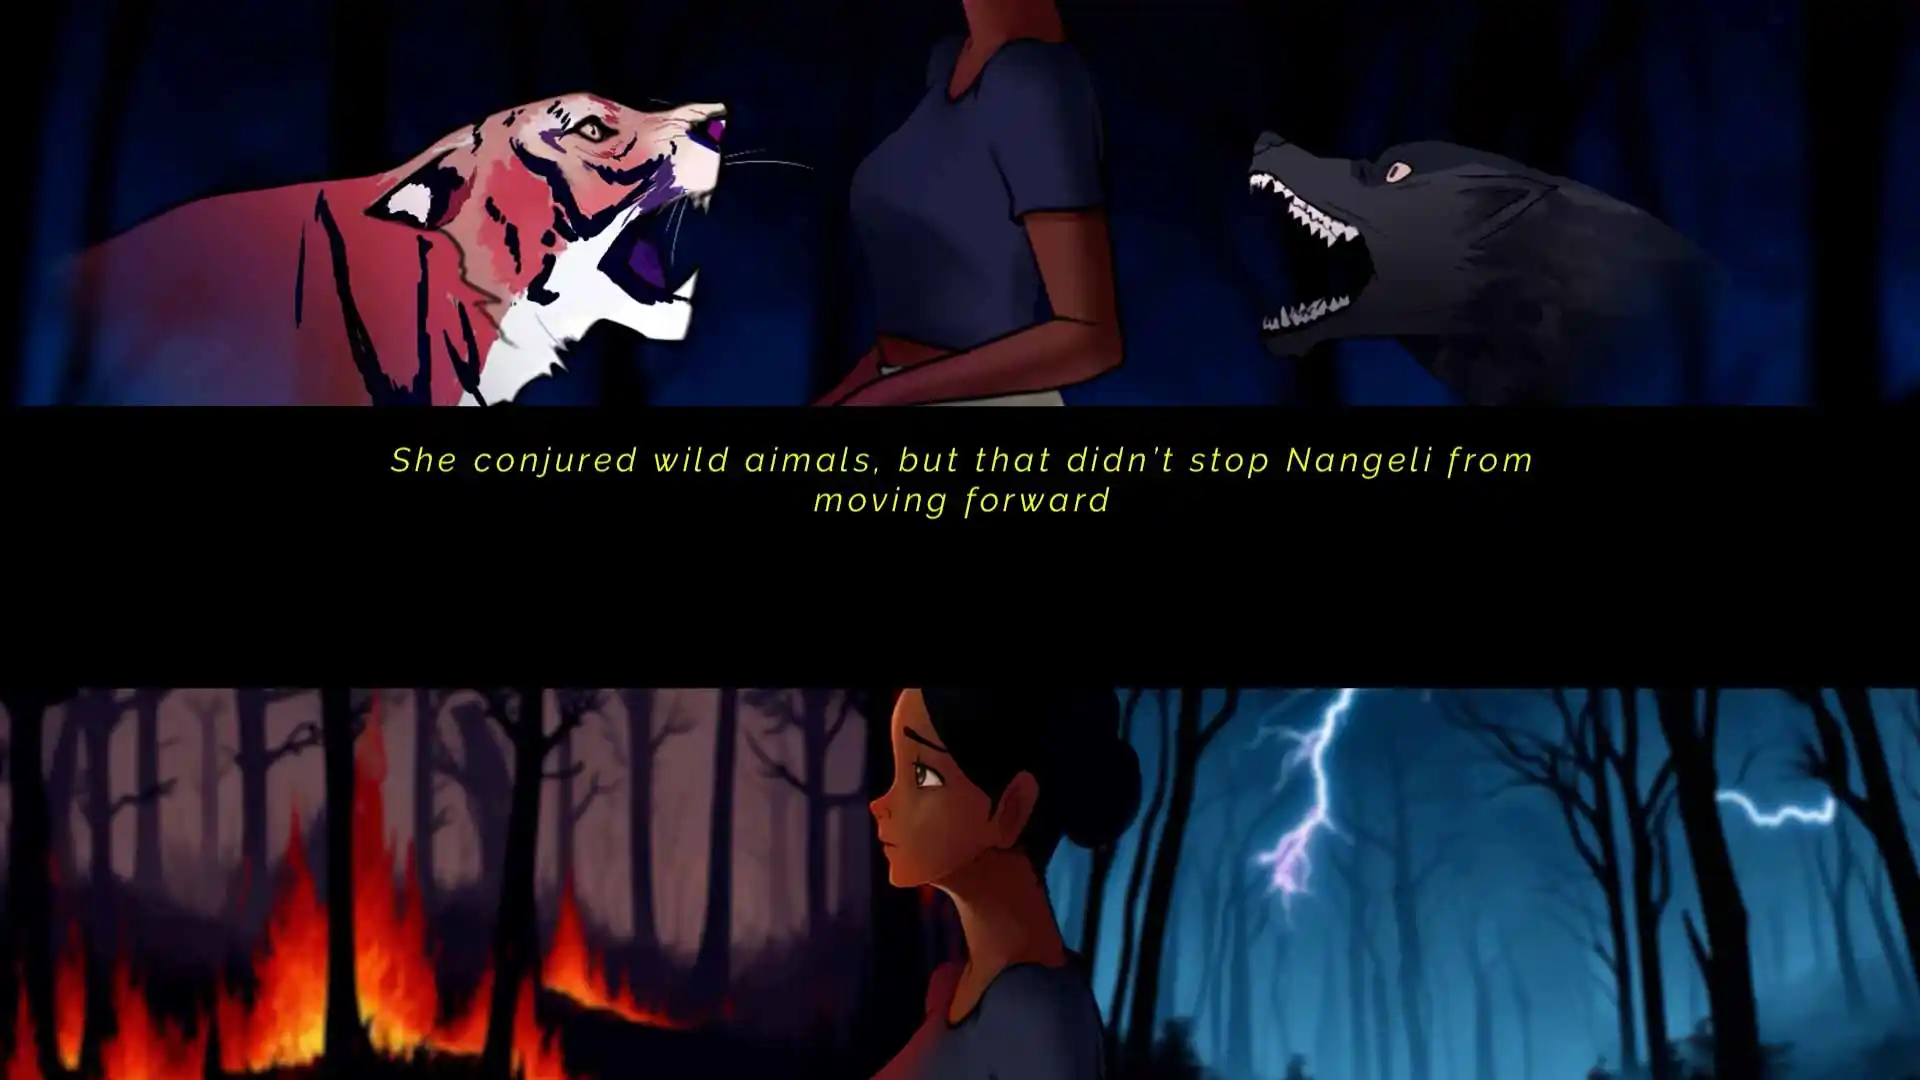 She conjured wild aimals, but that didn't stop Nangeli from
moving forward